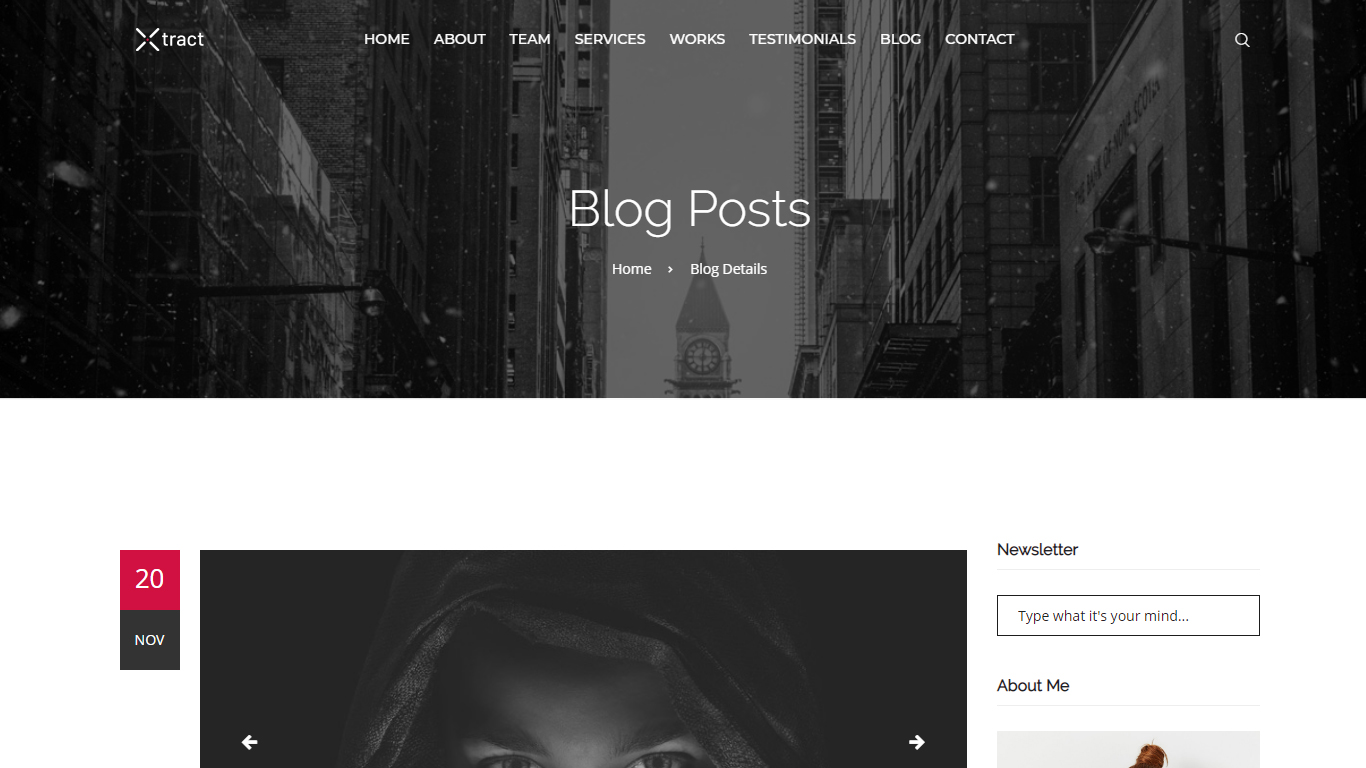 tract
HOME ABOUT TEAM SERVICES WORKS TESTIMONIALS BLOG CONTACT
Blog Posts
Home › Blog Details
20
NOV
Newsletter
Type what it's your mind...
About Me